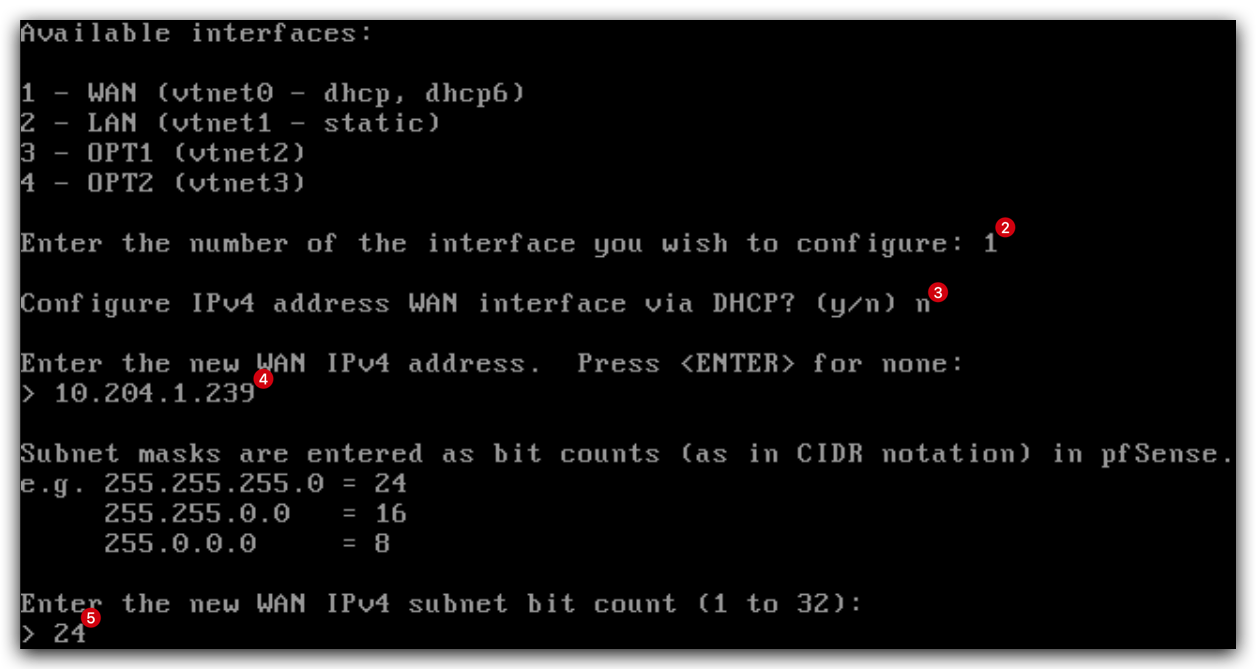 Available interfaces:
1 - WAN (vtnet0 - dhcp, dhcp6)
2 - LAN (vtnet1 - static)
3 - OPT1 (vtnet2)
4 - OPT2 (vtnet3)
Enter the number of the interface you wish to configure: 1 2
Configure IPv4 address WAN interface via DHCP? (y/n) n 3
Enter the new WAN IPv4 address.  Press <ENTER> for none:
> 10.204.1.239 4
Subnet masks are entered as bit counts (as in CIDR notation) in pfSense.
e.g. 255.255.255.0 = 24
     255.255.0.0   = 16
     255.0.0.0     = 8
Enter the new WAN IPv4 subnet bit count (1 to 32):
> 24 5